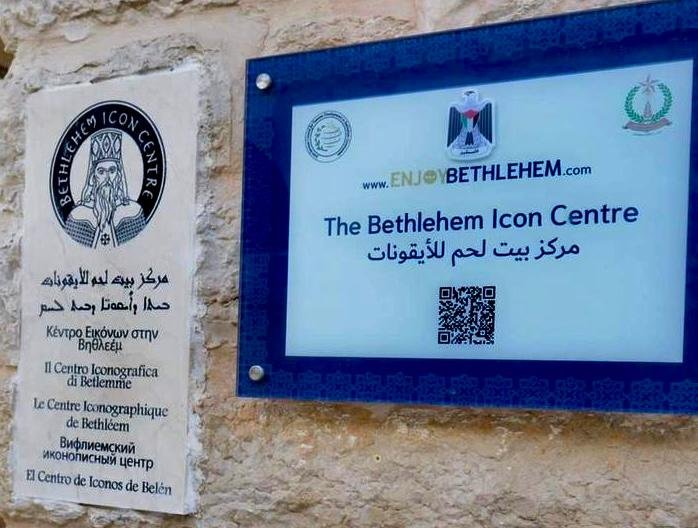 BETHLEHEM ICON CENTRE
مركز بيت لحم للأيقونات
Κέντρο Εικόνων στην
Βηθλεέμ
Il Centro Iconografica
di Betlemme
Le Centre Iconographique
de Bethléem
Вифлиемский
иконописный центр
El Centro de Iconos de Belén
www.ENJOYBETHLEHEM.com
The Bethlehem Icon Centre
مركز بيت لحم للأيقونات